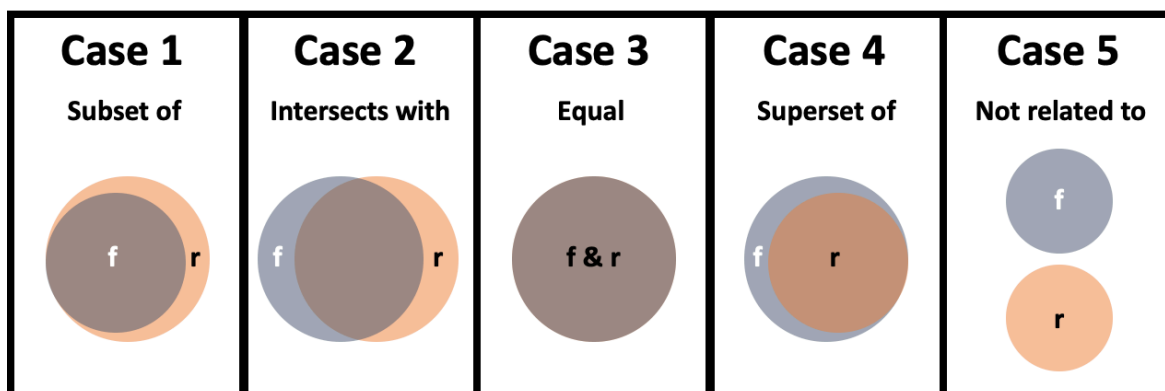 Case 1
Subset of
f
r
Case 2
Intersects with
f
r
Case 3
Equal
f & r
Case 4
Superset of
f
r
Case 5
Not related to
f
r